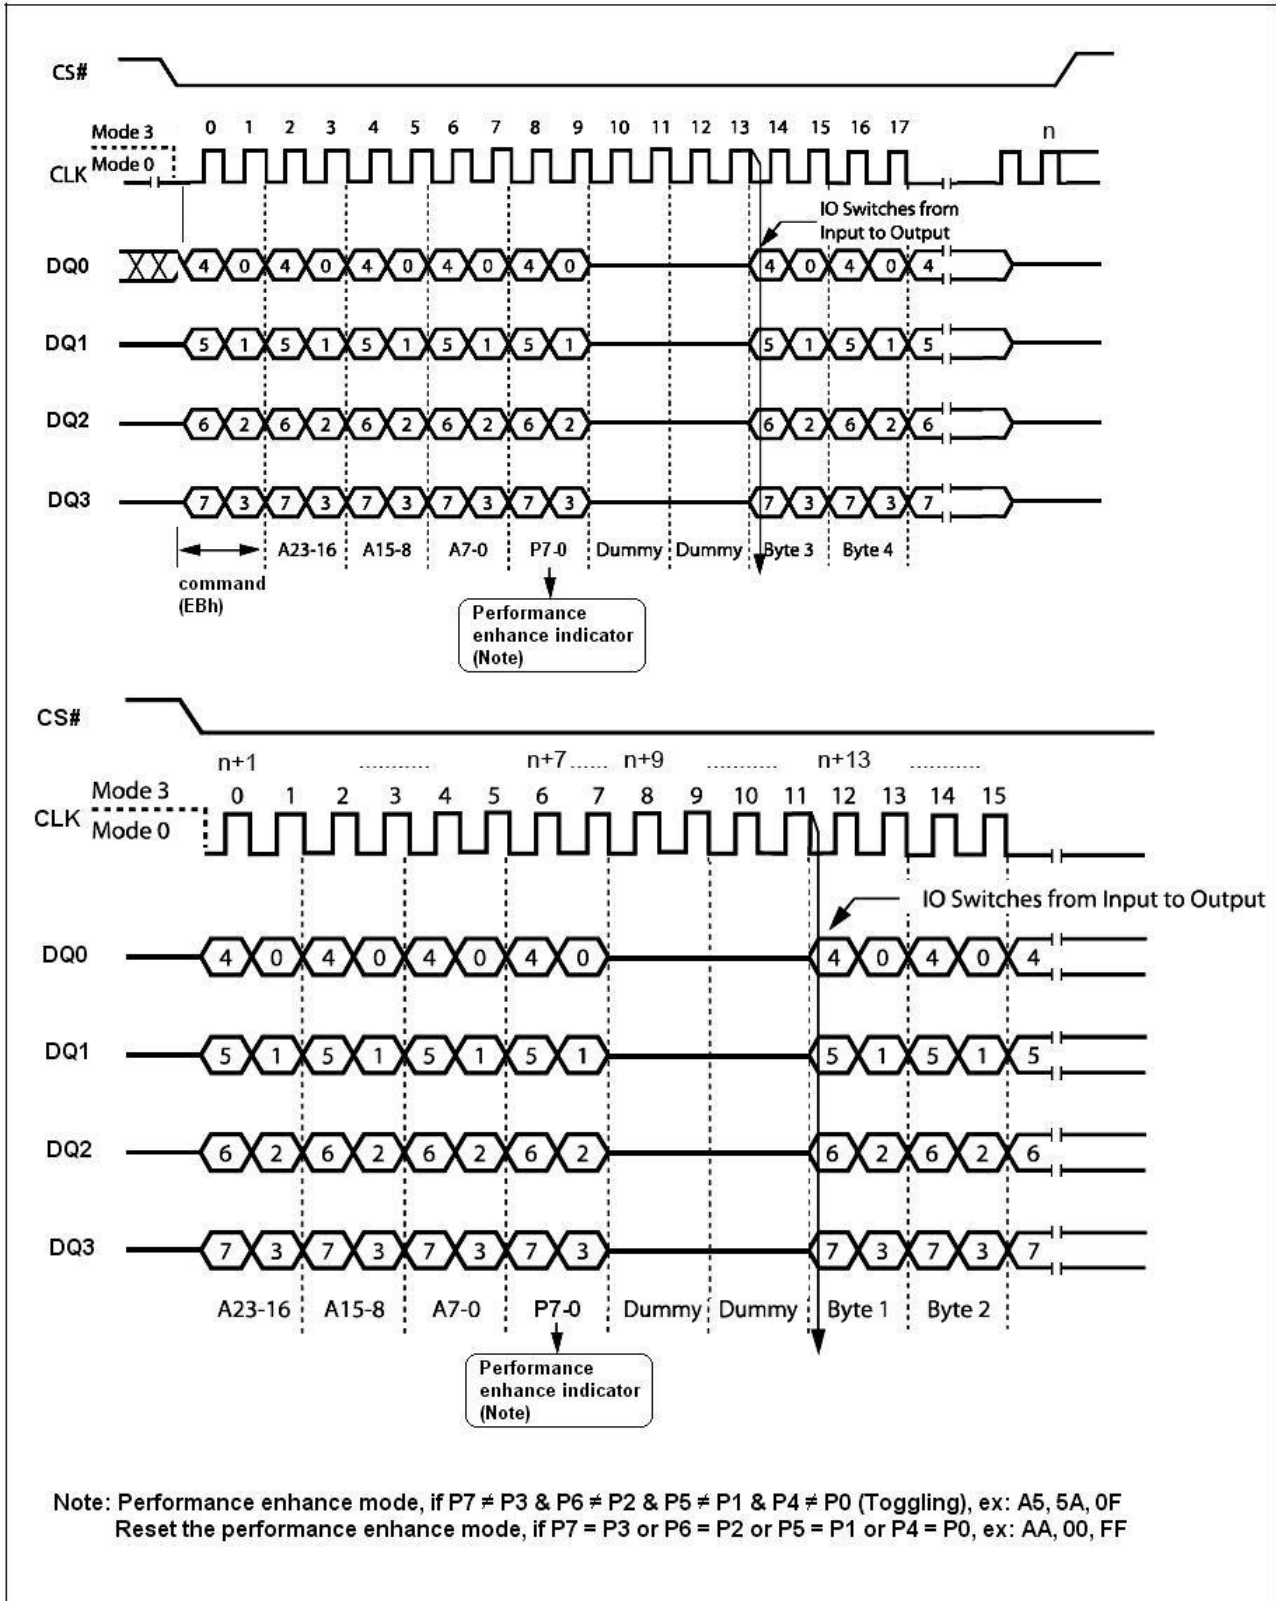 CS#
Mode 3
0 1 2 3 4 5 6 7 8 9 10 11 12 13 14 15 16 17 n
Mode 0
CLK
IO Switches from
Input to Output
DQ0 4 0 4 0 4 0 4 0 4 0 4 0 4 0 4
DQ1 5 1 5 1 5 1 5 1 5 1 5 1 5 1 5
DQ2 6 2 6 2 6 2 6 2 6 2 6 2 6 2 6
DQ3 7 3 7 3 7 3 7 3 7 3 7 3 7 3 7
A23-16 A15-8 A7-0 P7-0 Dummy Dummy Byte 3 Byte 4
command
(EBh)
Performance
enhance indicator
(Note)
CS#
n+1 ............ n+7 ...... n+9 ............ n+13 ............
Mode 3
0 1 2 3 4 5 6 7 8 9 10 11 12 13 14 15
CLK
Mode 0
IO Switches from Input to Output
DQ0 4 0 4 0 4 0 4 0 4 0 4 0 4
DQ1 5 1 5 1 5 1 5 1 5 1 5 1 5
DQ2 6 2 6 2 6 2 6 2 6 2 6 2 6
DQ3 7 3 7 3 7 3 7 3 7 3 7 3 7
A23-16 A15-8 A7-0 P7-0 Dummy Dummy Byte 1 Byte 2
Performance
enhance indicator
(Note)
Note: Performance enhance mode, if P7 ≠ P3 & P6 ≠ P2 & P5 ≠ P1 & P4 ≠ P0 (Toggling), ex: A5, 5A, 0F
Reset the performance enhance mode, if P7 = P3 or P6 = P2 or P5 = P1 or P4 = P0, ex: AA, 00, FF